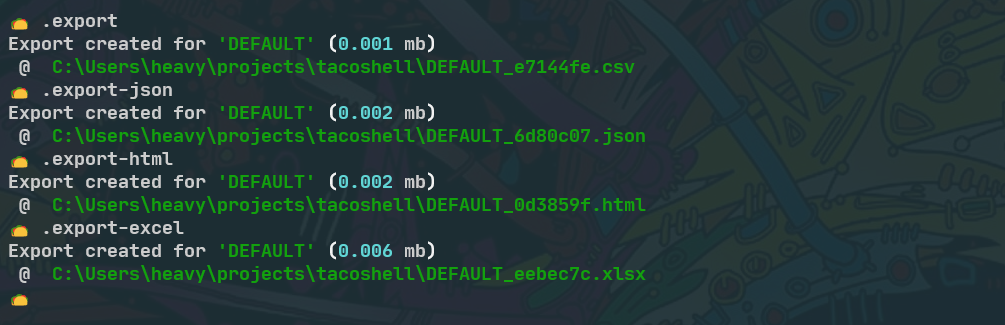 🌮 .export
Export created for 'DEFAULT' (0.001 mb)
@ C:\Users\heavy\projects\tacoshell\DEFAULT_e7144fe.csv
🌮 .export-json
Export created for 'DEFAULT' (0.002 mb)
@ C:\Users\heavy\projects\tacoshell\DEFAULT_6d80c07.json
🌮 .export-html
Export created for 'DEFAULT' (0.002 mb)
@ C:\Users\heavy\projects\tacoshell\DEFAULT_0d3859f.html
🌮 .export-excel
Export created for 'DEFAULT' (0.006 mb)
@ C:\Users\heavy\projects\tacoshell\DEFAULT_eebec7c.xlsx
🌮